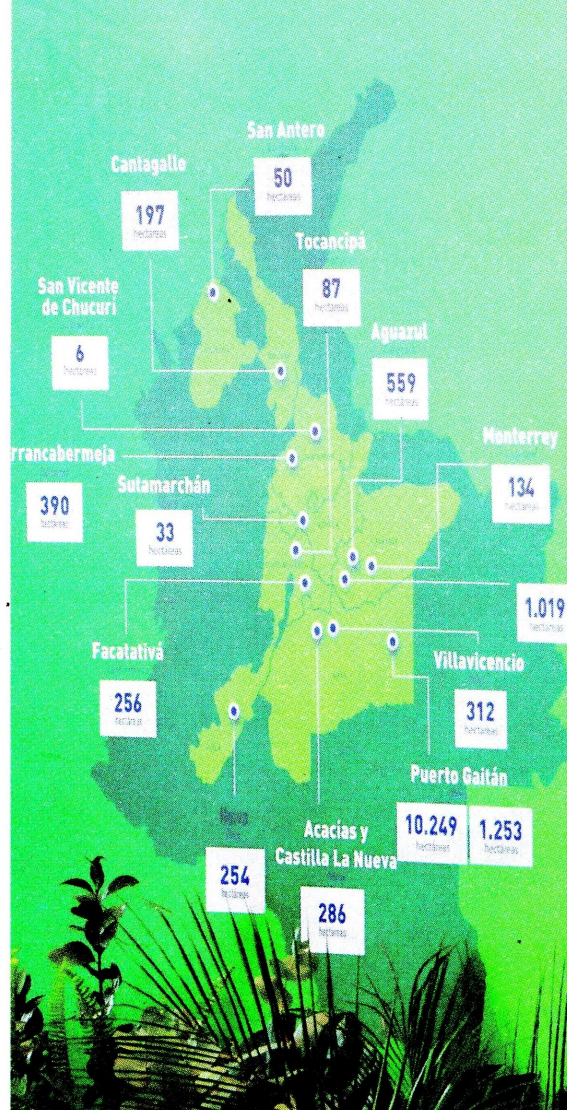 San Antero
50
hectáreas
Cantagallo
197
hectáreas
Tocancipá
87
hectáreas
San Vicente
de Chucurí
6
hectáreas
Aguazul
559
hectáreas
Monterrey
134
hectáreas
rrancabermeja
390
hectáreas
Sutamarchán
33
hectáreas
1.019
hectáreas
Facatativá
256
hectáreas
Villavicencio
312
hectáreas
Puerto Gaitán
10.249
hectáreas
1.253
hectáreas
Neiva
254
hectáreas
Acacías y
Castilla La Nueva
286
hectáreas